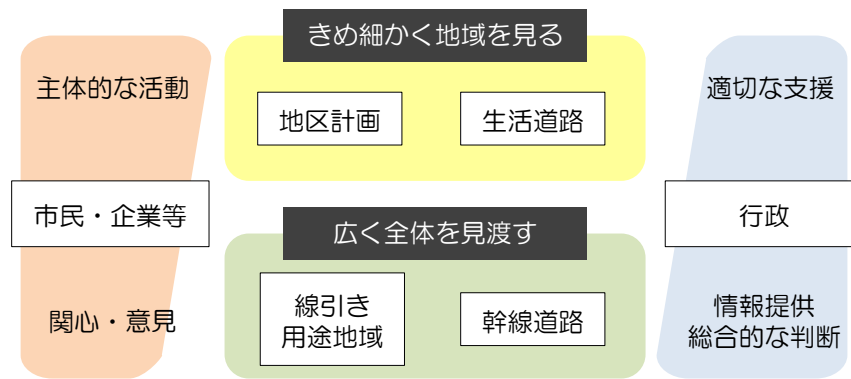 きめ細かく地域を見る
主体的な活動
適切な支援
地区計画
生活道路
市民・企業等
行政
広く全体を見渡す
関心・意見
線引き
用途地域
幹線道路
情報提供
総合的な判断